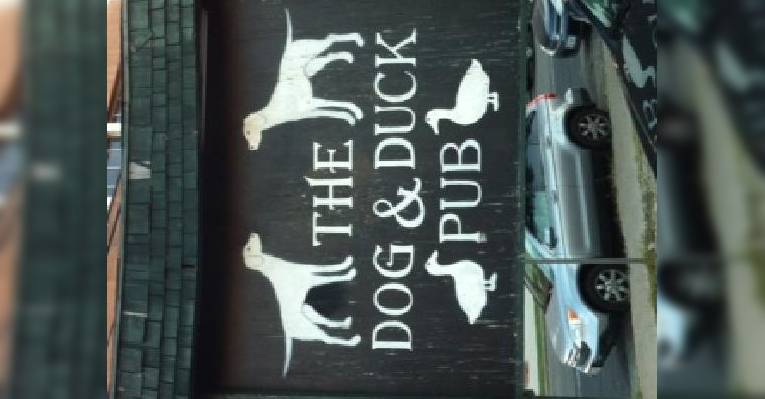 THE
DOG & DUCK
PUB